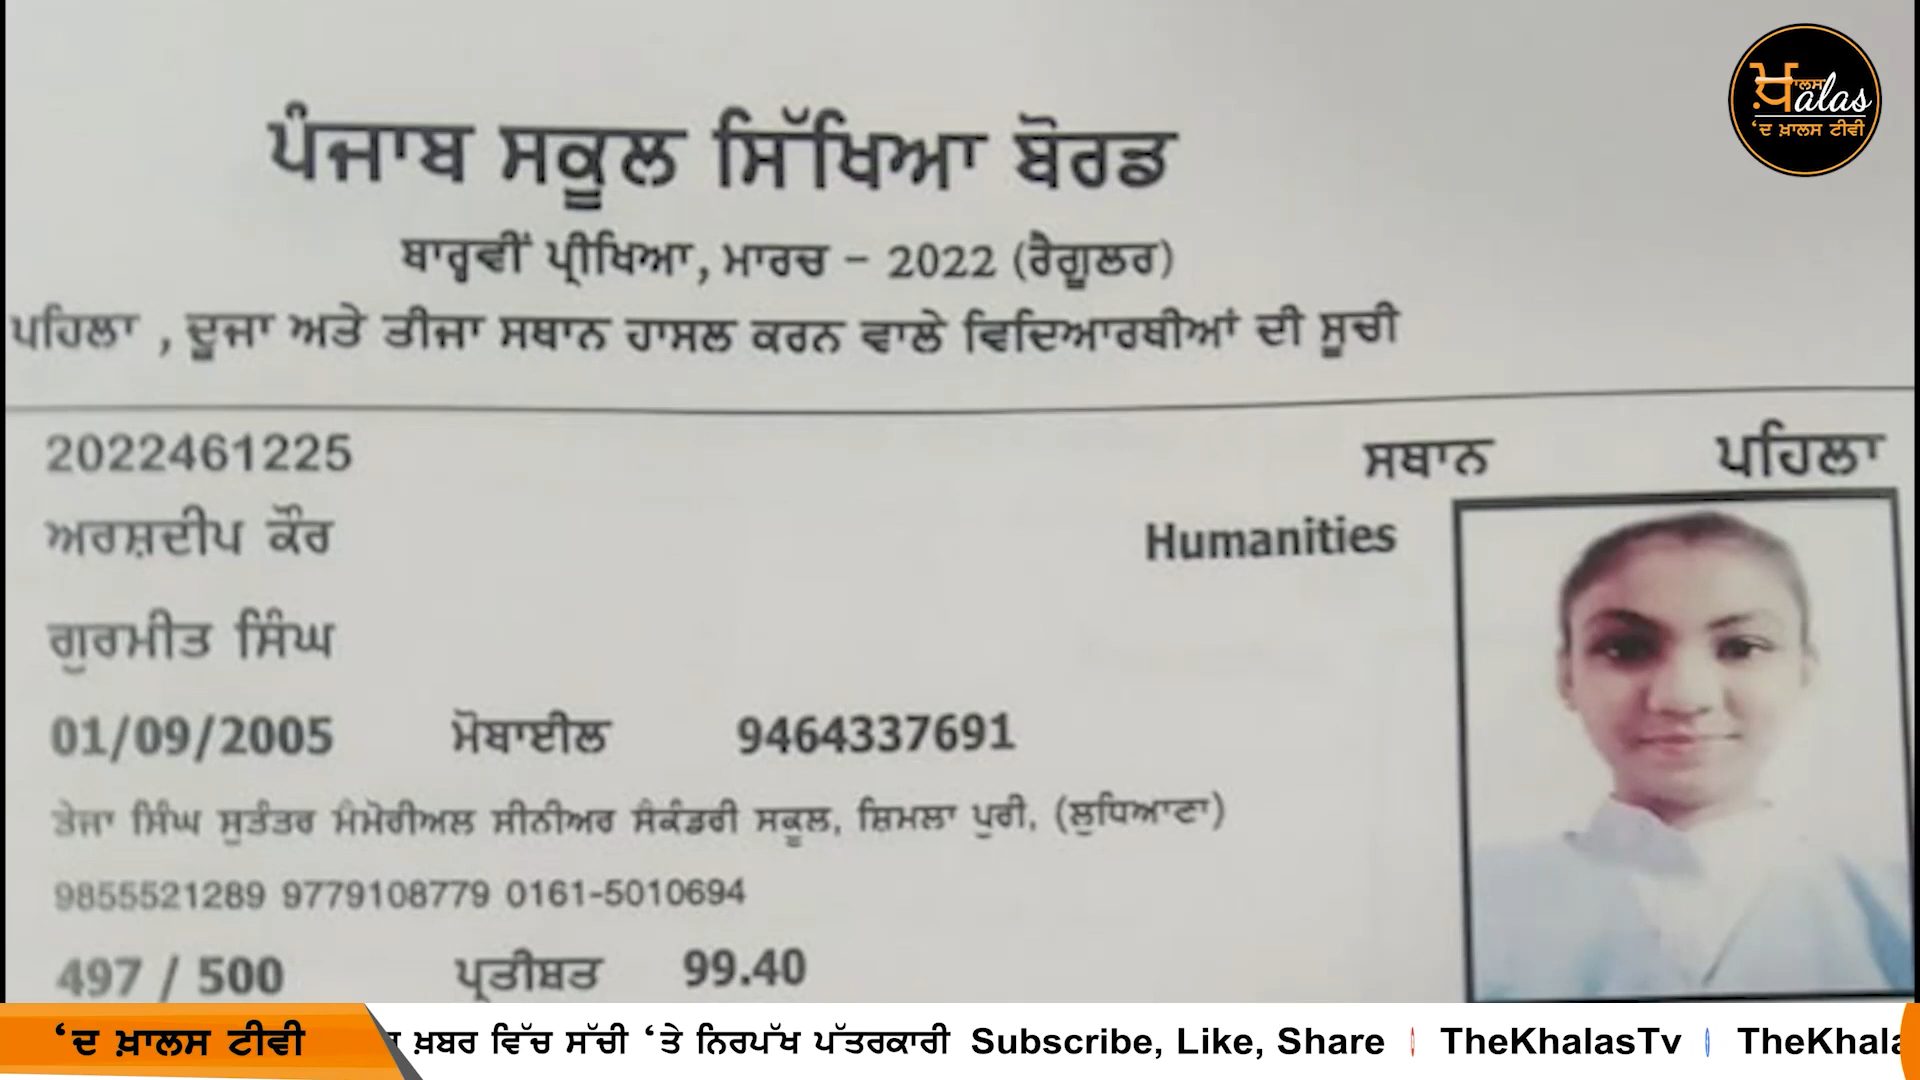 ਖ਼ਾਲਸ
alas
‘ਦ ਖ਼ਾਲਸ ਟੀਵੀ
ਪੰਜਾਬ ਸਕੂਲ ਸਿੱਖਿਆ ਬੋਰਡ
ਬਾਰ੍ਹਵੀਂ ਪ੍ਰੀਖਿਆ, ਮਾਰਚ - 2022 (ਰੈਗੂਲਰ)
ਪਹਿਲਾ , ਦੂਜਾ ਅਤੇ ਤੀਜਾ ਸਥਾਨ ਹਾਸਲ ਕਰਨ ਵਾਲੇ ਵਿਦਿਆਰਥੀਆਂ ਦੀ ਸੂਚੀ
2022461225 ਸਥਾਨ ਪਹਿਲਾ
ਅਰਸ਼ਦੀਪ ਕੌਰ Humanities
ਗੁਰਮੀਤ ਸਿੰਘ
01/09/2005 ਮੋਬਾਈਲ 9464337691
ਤੇਜਾ ਸਿੰਘ ਸੁਤੰਤਰ ਮੈਮੋਰੀਅਲ ਸੀਨੀਅਰ ਸੈਕੰਡਰੀ ਸਕੂਲ, ਸ਼ਿਮਲਾ ਪੁਰੀ, (ਲੁਧਿਆਣਾ)
9855521289 9779108779 0161-5010694
497 / 500 ਪ੍ਰਤੀਸ਼ਤ 99.40
‘ਦ ਖ਼ਾਲਸ ਟੀਵੀ ਖ਼ਬਰ ਵਿੱਚ ਸੱਚੀ ‘ਤੇ ਨਿਰਪੱਖ ਪੱਤਰਕਾਰੀ Subscribe, Like, Share TheKhalasTv TheKhala